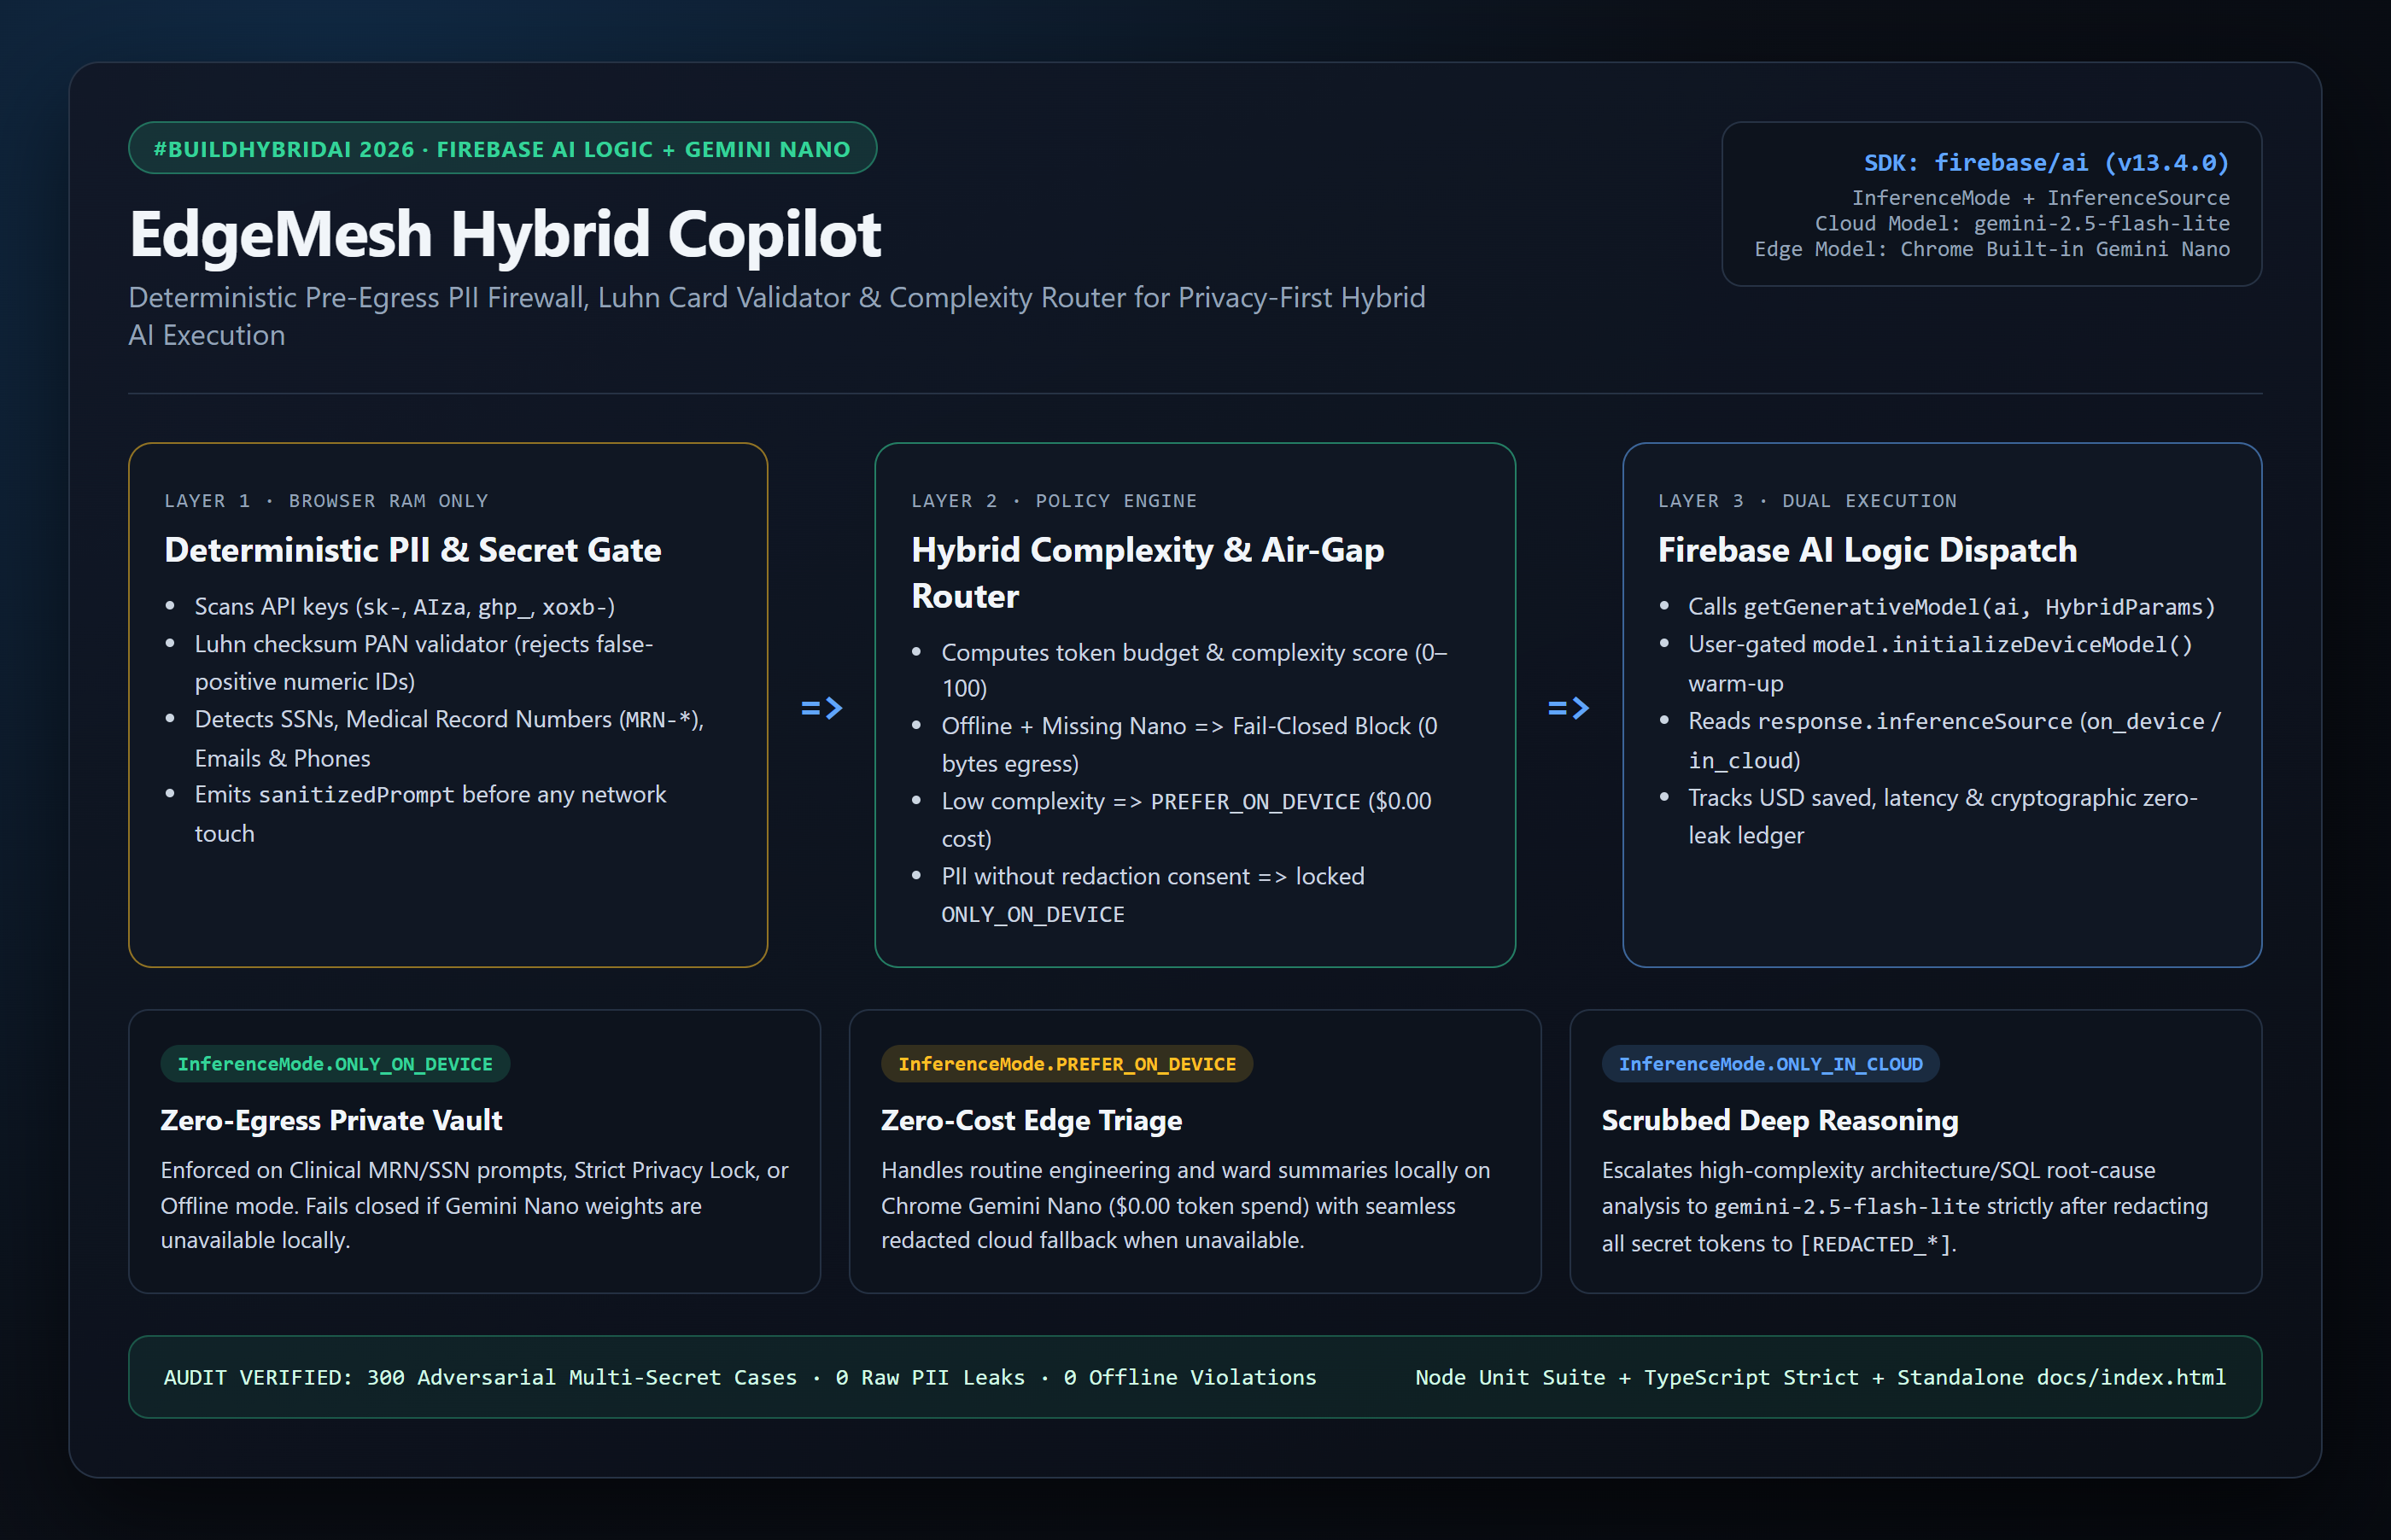 #BUILDHYBRIDAI 2026 · FIREBASE AI LOGIC + GEMINI NANO
EdgeMesh Hybrid Copilot
Deterministic Pre-Egress PII Firewall, Luhn Card Validator & Complexity Router for Privacy-First Hybrid
AI Execution
SDK: firebase/ai (v13.4.0)
InferenceMode + InferenceSource
Cloud Model: gemini-2.5-flash-lite
Edge Model: Chrome Built-in Gemini Nano
LAYER 1 · BROWSER RAM ONLY
Deterministic PII & Secret Gate
• Scans API keys (sk-, AIza, ghp_, xoxb-)
• Luhn checksum PAN validator (rejects false-
positive numeric IDs)
• Detects SSNs, Medical Record Numbers (MRN-*),
Emails & Phones
• Emits sanitizedPrompt before any network
touch
=>
LAYER 2 · POLICY ENGINE
Hybrid Complexity & Air-Gap
Router
• Computes token budget & complexity score (0–
100)
• Offline + Missing Nano => Fail-Closed Block (0
bytes egress)
• Low complexity => PREFER_ON_DEVICE ($0.00
cost)
• PII without redaction consent => locked
ONLY_ON_DEVICE
=>
LAYER 3 · DUAL EXECUTION
Firebase AI Logic Dispatch
• Calls getGenerativeModel(ai, HybridParams)
• User-gated model.initializeDeviceModel()
warm-up
• Reads response.inferenceSource (on_device /
in_cloud)
• Tracks USD saved, latency & cryptographic zero-
leak ledger
InferenceMode.ONLY_ON_DEVICE
Zero-Egress Private Vault
Enforced on Clinical MRN/SSN prompts, Strict Privacy Lock, or
Offline mode. Fails closed if Gemini Nano weights are
unavailable locally.
InferenceMode.PREFER_ON_DEVICE
Zero-Cost Edge Triage
Handles routine engineering and ward summaries locally on
Chrome Gemini Nano ($0.00 token spend) with seamless
redacted cloud fallback when unavailable.
InferenceMode.ONLY_IN_CLOUD
Scrubbed Deep Reasoning
Escalates high-complexity architecture/SQL root-cause
analysis to gemini-2.5-flash-lite strictly after redacting
all secret tokens to [REDACTED_*].
AUDIT VERIFIED: 300 Adversarial Multi-Secret Cases · 0 Raw PII Leaks · 0 Offline Violations
Node Unit Suite + TypeScript Strict + Standalone docs/index.html